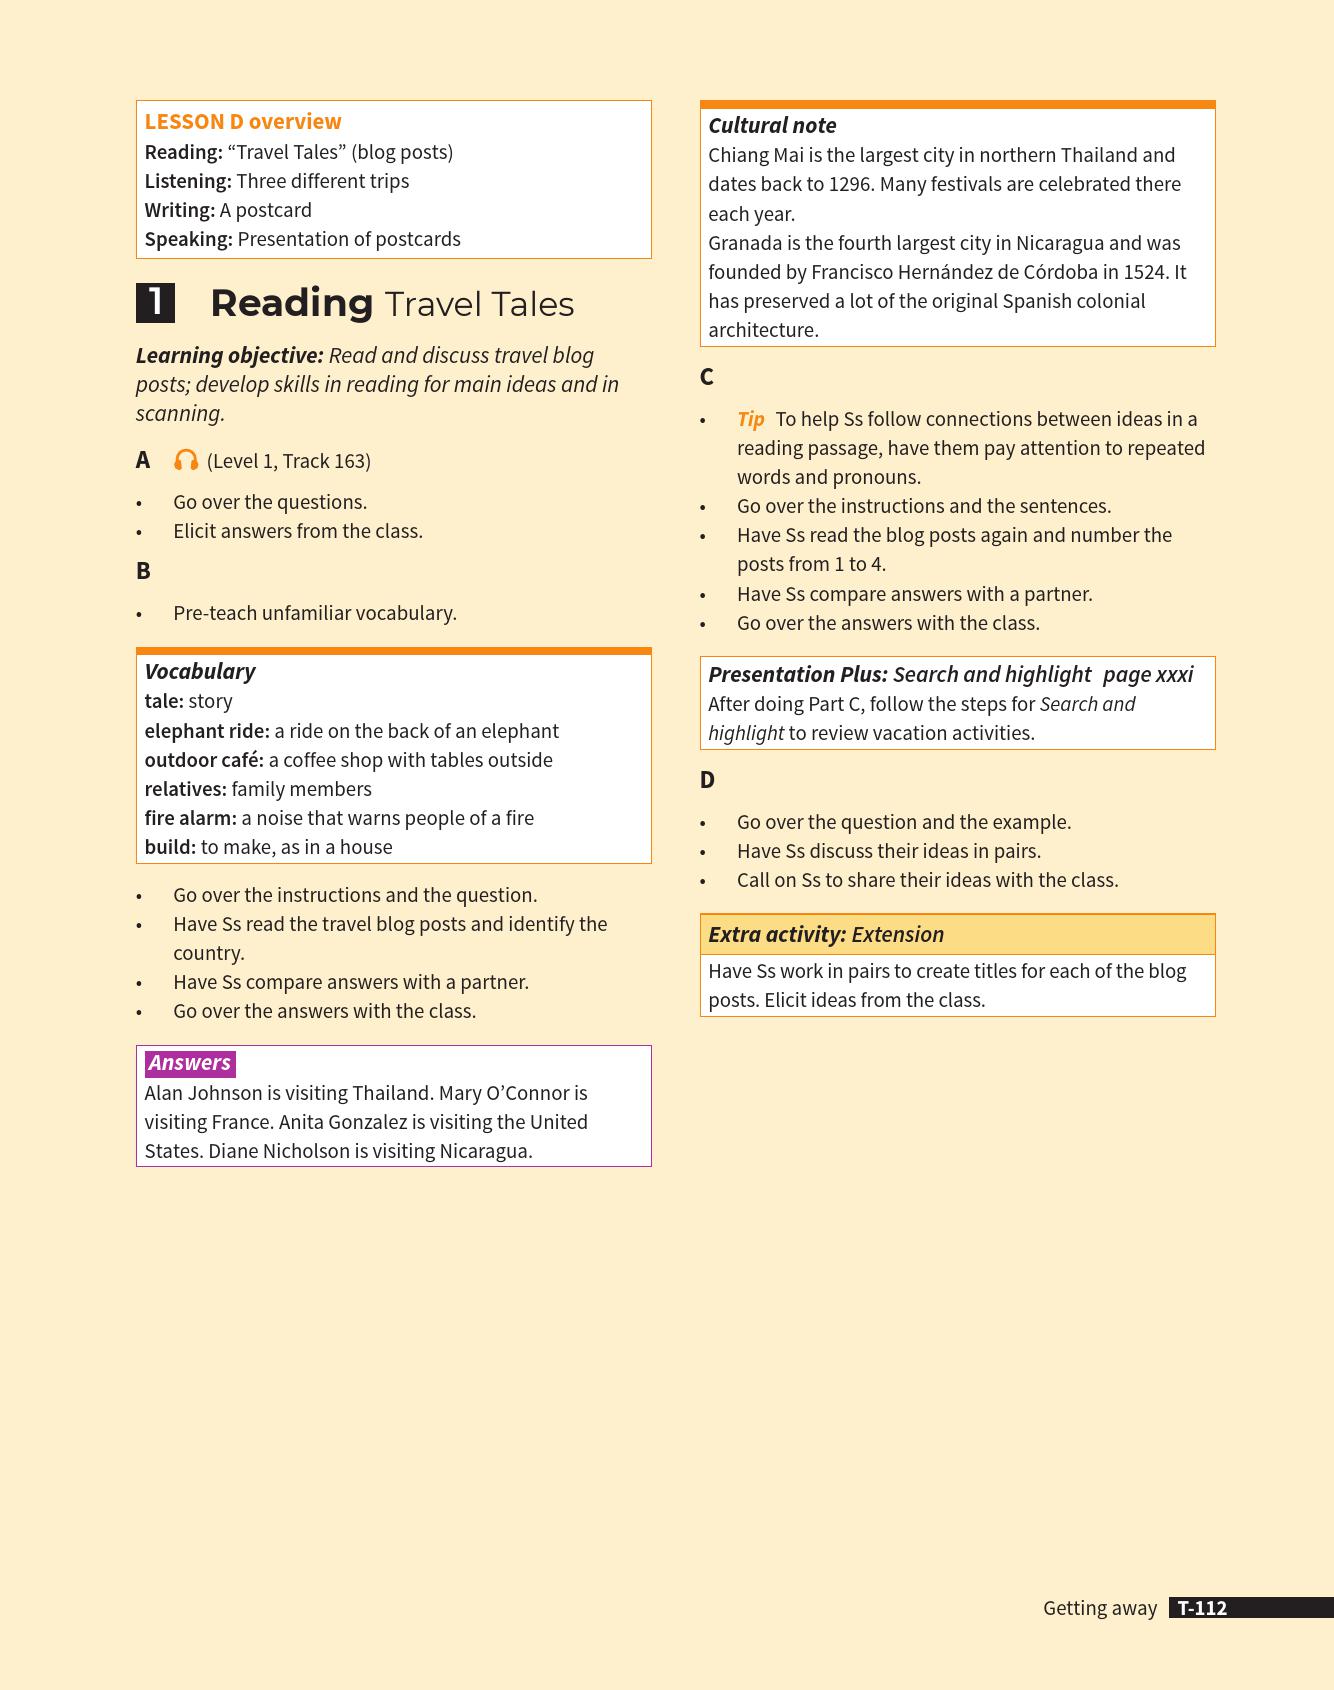 LESSON D overview
Reading: “Travel Tales” (blog posts)
Listening: Three different trips
Writing: A postcard
Speaking: Presentation of postcards
1 Reading Travel Tales
Learning objective: Read and discuss travel blog
posts; develop skills in reading for main ideas and in
scanning.
A (Level 1, Track 163)
• Go over the questions.
• Elicit answers from the class.
B
• Pre-teach unfamiliar vocabulary.
Vocabulary
tale: story
elephant ride: a ride on the back of an elephant
outdoor café: a coffee shop with tables outside
relatives: family members
fire alarm: a noise that warns people of a fire
build: to make, as in a house
• Go over the instructions and the question.
• Have Ss read the travel blog posts and identify the
country.
• Have Ss compare answers with a partner.
• Go over the answers with the class.
Answers
Alan Johnson is visiting Thailand. Mary O’Connor is
visiting France. Anita Gonzalez is visiting the United
States. Diane Nicholson is visiting Nicaragua.
Cultural note
Chiang Mai is the largest city in northern Thailand and
dates back to 1296. Many festivals are celebrated there
each year.
Granada is the fourth largest city in Nicaragua and was
founded by Francisco Hernández de Córdoba in 1524. It
has preserved a lot of the original Spanish colonial
architecture.
C
• Tip To help Ss follow connections between ideas in a
reading passage, have them pay attention to repeated
words and pronouns.
• Go over the instructions and the sentences.
• Have Ss read the blog posts again and number the
posts from 1 to 4.
• Have Ss compare answers with a partner.
• Go over the answers with the class.
Presentation Plus: Search and highlight page xxxi
After doing Part C, follow the steps for Search and
highlight to review vacation activities.
D
• Go over the question and the example.
• Have Ss discuss their ideas in pairs.
• Call on Ss to share their ideas with the class.
Extra activity: Extension
Have Ss work in pairs to create titles for each of the blog
posts. Elicit ideas from the class.
Getting away T-112